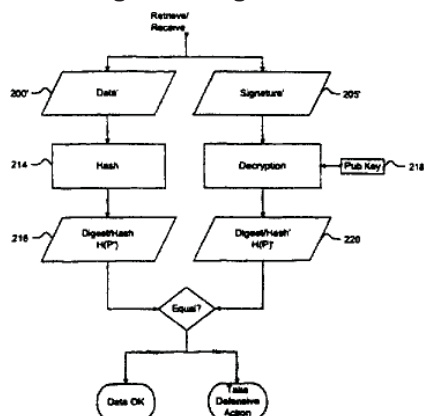 Retrieve/
Receive
200'
Data'
Signature'
205'
214
Hash
Decryption
Pub Key
218
216
Digest/Hash
H(P')
Digest/Hash'
H(P)'
220
Equal?
Data OK
Take
Defensive
Action